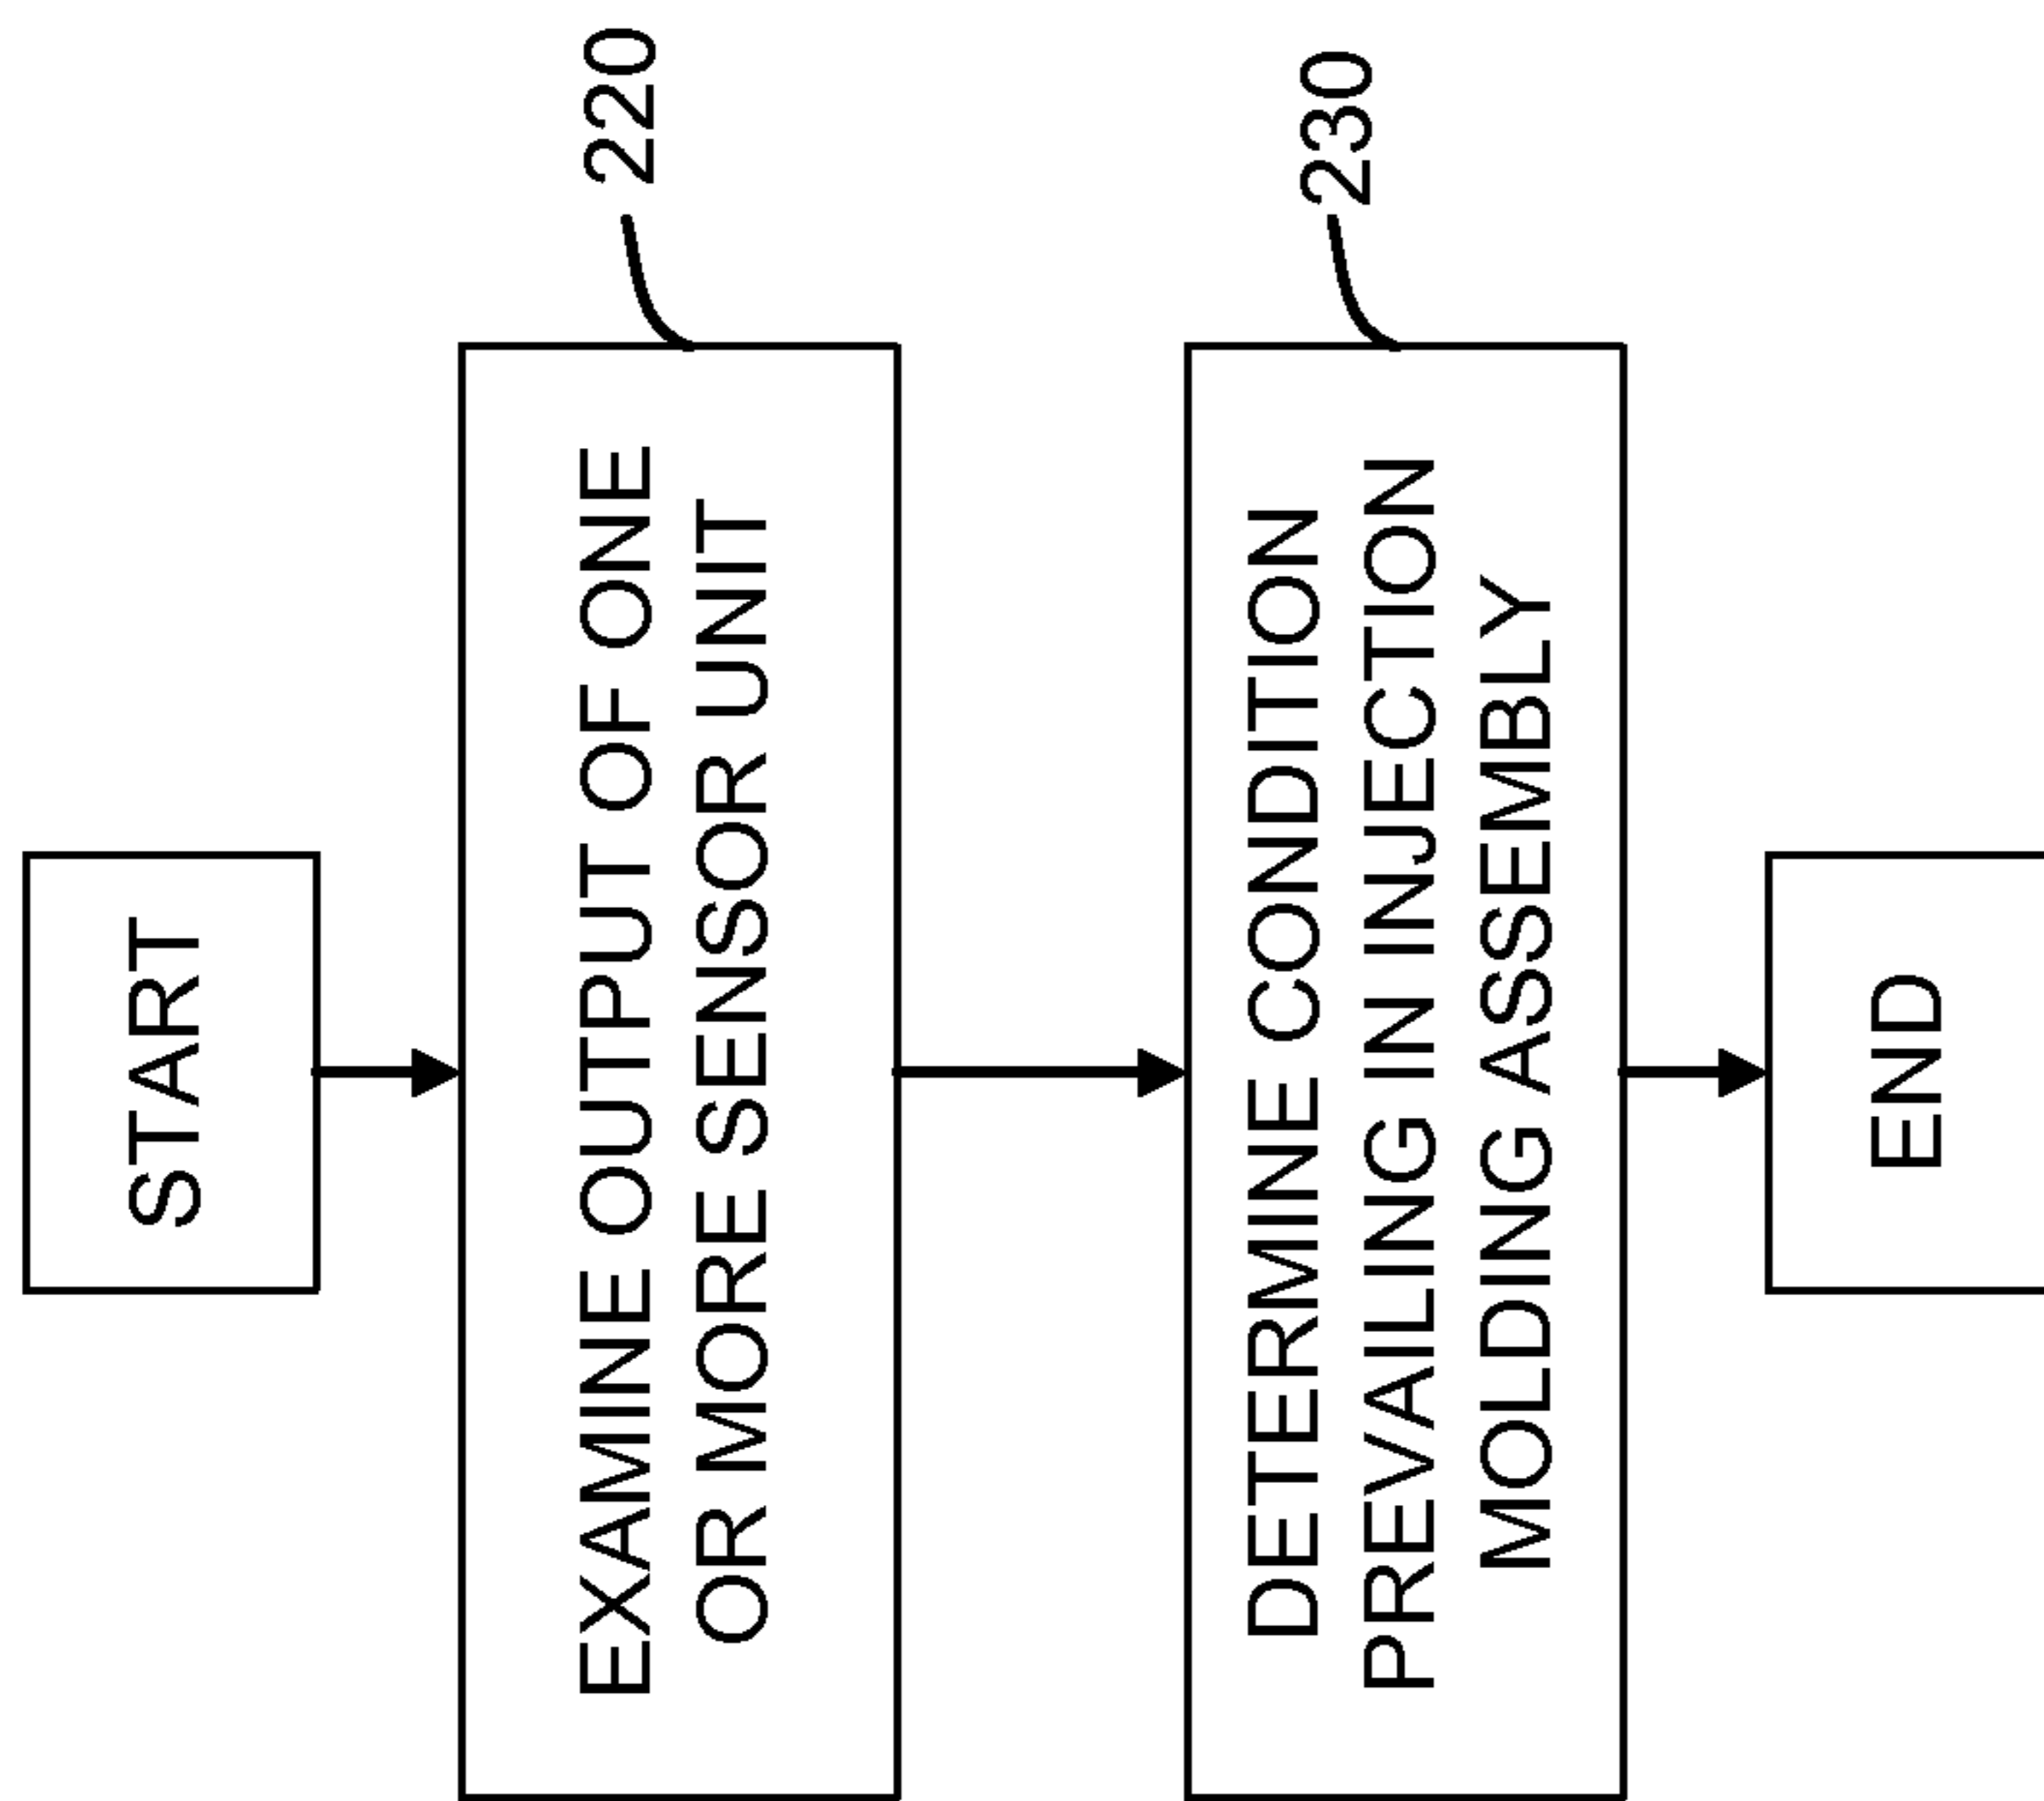 START
220
EXAMINE OUTPUT OF ONE
OR MORE SENSOR UNIT
230
DETERMINE CONDITION
PREVAILING IN INJECTION
MOLDING ASSEMBLY
END